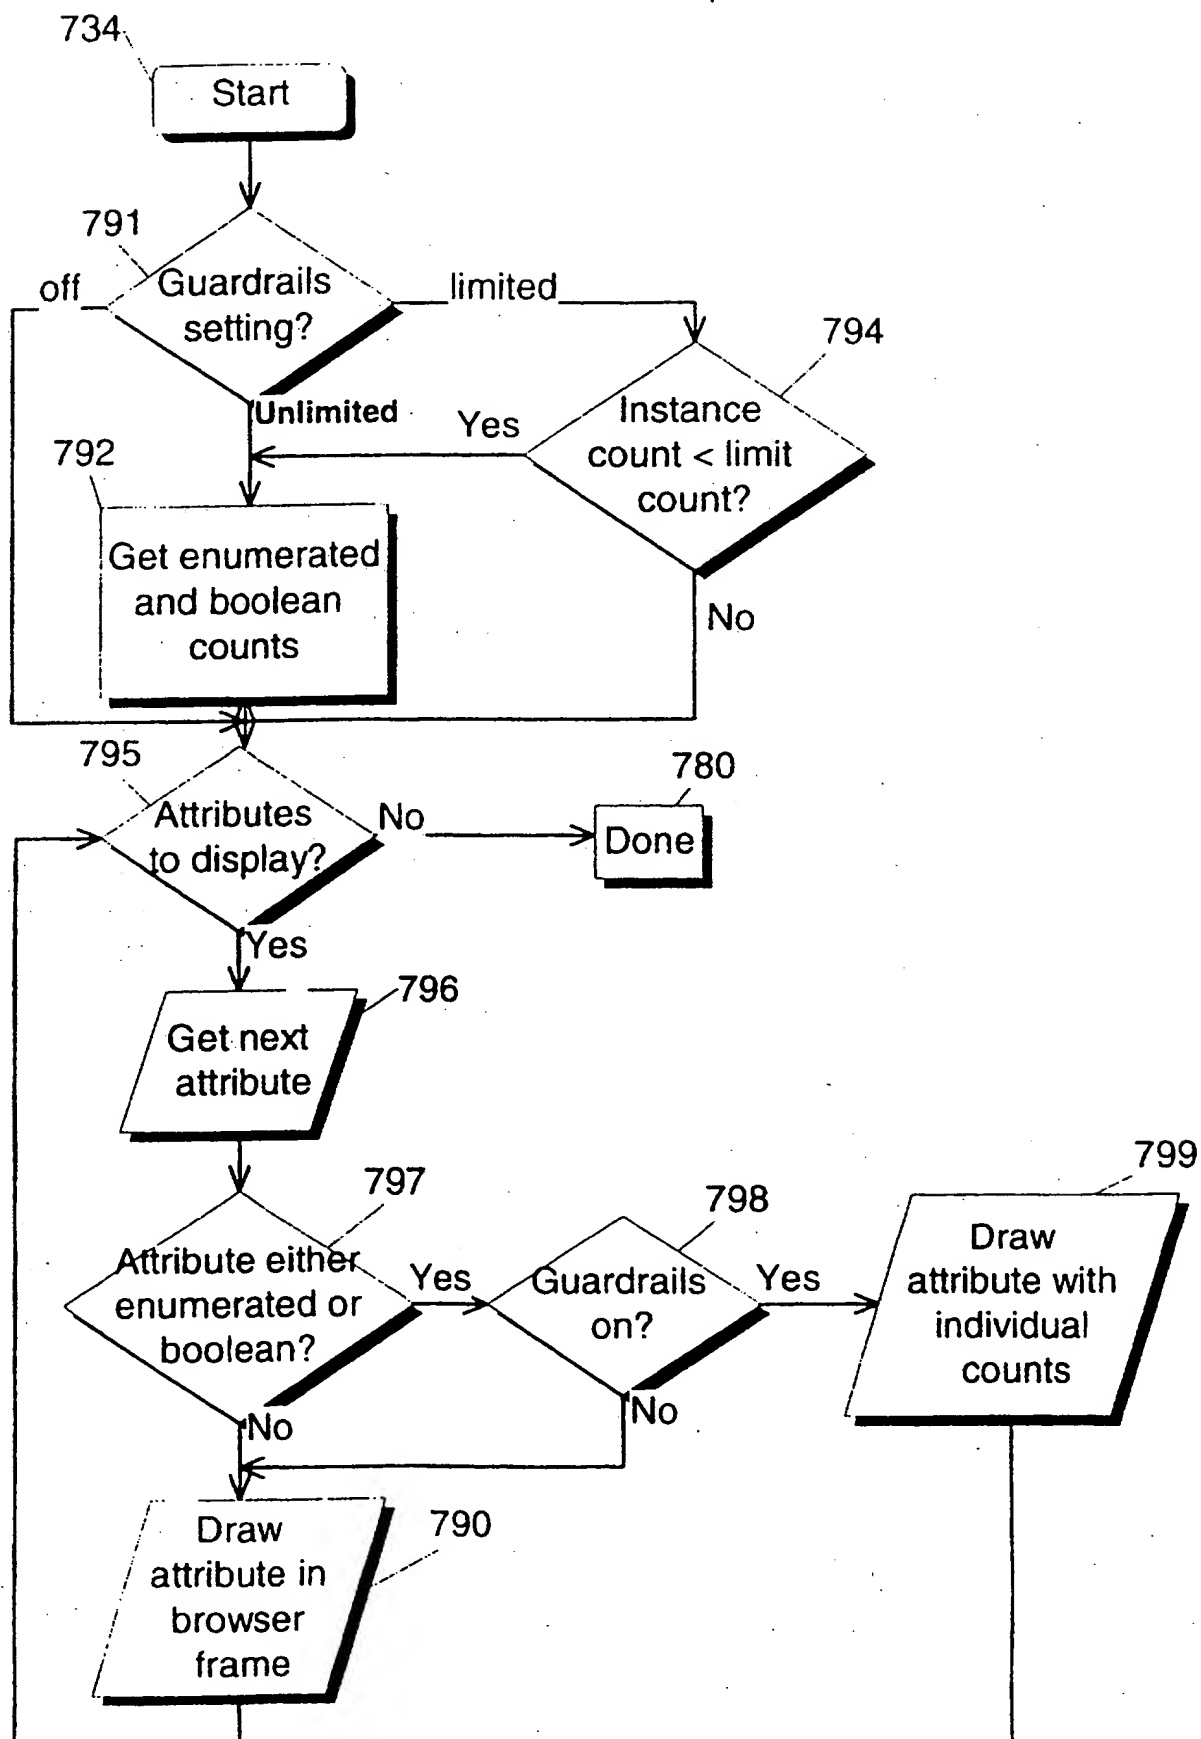 734
Start
791
off
Guardrails
setting?
limited
794
Unlimited
Yes
Instance
count < limit
count?
792
Get enumerated
and boolean
counts
No
795
780
Attributes
to display?
No
Done
Yes
796
Get next
attribute
797
798
799
Attribute either
enumerated or
boolean?
Yes
Guardrails
on?
Yes
Draw
attribute with
individual
counts
No
No
790
Draw
attribute in
browser
frame